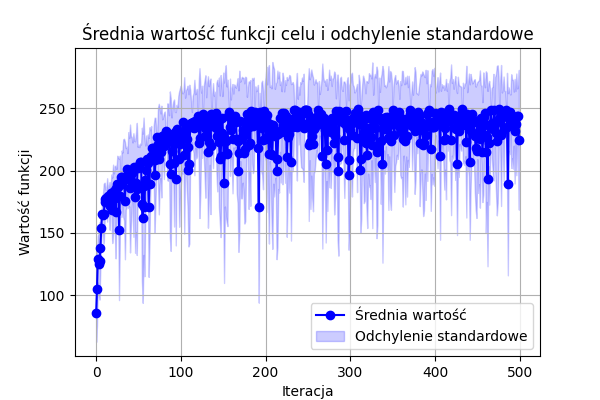 Średnia wartość funkcji celu i odchylenie standardowe
Wartość funkcji
250
200
150
100
0
100
200
300
400
500
Iteracja
Średnia wartość
Odchylenie standardowe